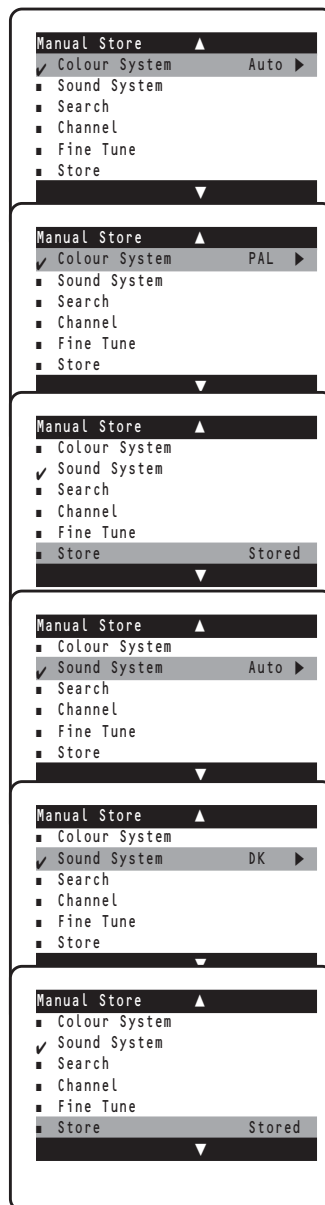 Manual Store ▲
✓ Colour System Auto ▶
■ Sound System
■ Search
■ Channel
■ Fine Tune
■ Store
▼
Manual Store ▲
✓ Colour System PAL ▶
■ Sound System
■ Search
■ Channel
■ Fine Tune
■ Store
▼
Manual Store ▲
■ Colour System
✓ Sound System
■ Search
■ Channel
■ Fine Tune
■ Store Stored
▼
Manual Store ▲
■ Colour System
✓ Sound System Auto ▶
■ Search
■ Channel
■ Fine Tune
■ Store
▼
Manual Store ▲
■ Colour System
✓ Sound System DK ▶
■ Search
■ Channel
■ Fine Tune
■ Store
▼
Manual Store ▲
■ Colour System
✓ Sound System
■ Search
■ Channel
■ Fine Tune
■ Store Stored
▼